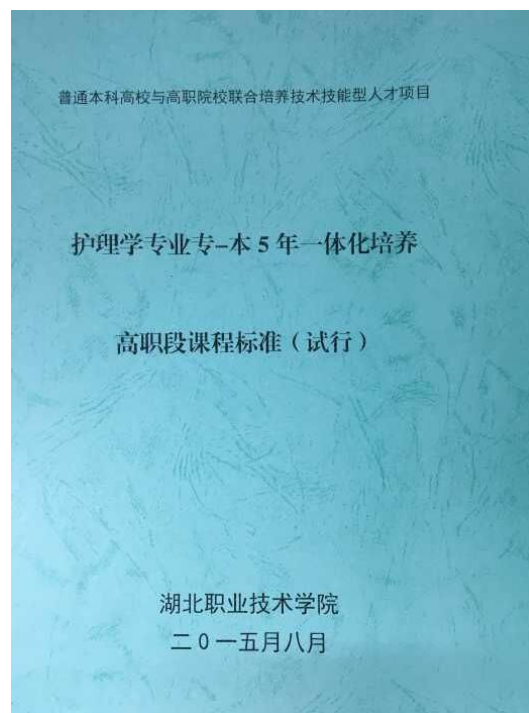 普通本科高校与高职院校联合培养技术技能型人才项目
护理学专业专-本 5 年一体化培养
高职段课程标准（试行）
湖北职业技术学院
二 0 一五月八月